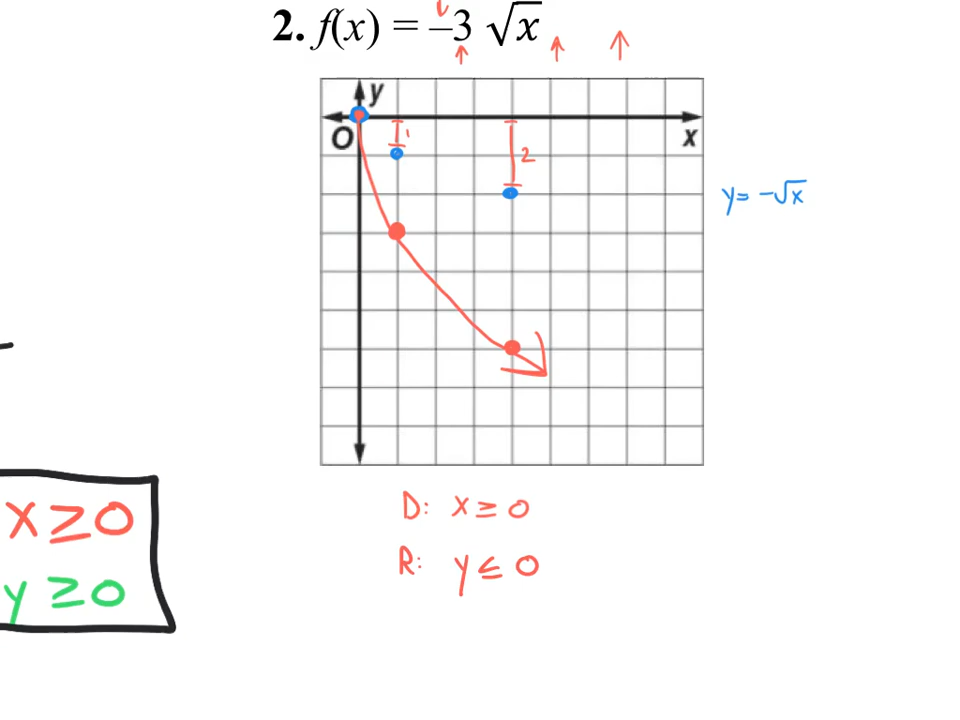 2. f(x) = –3 √x
y
O
x
1
2
y = -√x
x ≥ 0
y ≥ 0
D: x ≥ 0
R: y ≤ 0